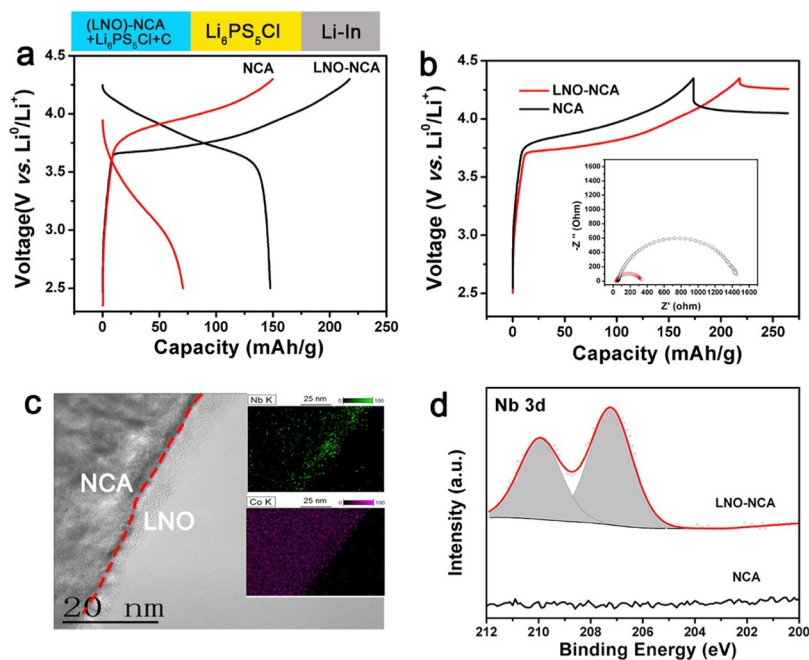 a
(LNO)-NCA
+Li₆PS₅Cl+C
Li₆PS₅Cl
Li-In
NCA
LNO-NCA
Voltage(V vs. Li⁰/Li⁺)
4.5
4.0
3.5
3.0
2.5
0
50
100
150
200
Capacity (mAh/g)
b
LNO-NCA
NCA
Voltage (V vs. Li⁰/Li⁺)
4.5
4.0
3.5
3.0
2.5
-Z'' (Ohm)
1600
1400
1200
1000
800
600
400
200
0
0 200 400 600 800 1000 1200 1400 1600
Z' (ohm)
0
50
100
150
200
250
Capacity (mAh/g)
c
NCA
LNO
20 nm
Nb K
25 nm
0
100
Co K
25 nm
0
100
d
Nb 3d
LNO-NCA
NCA
Intensity (a.u.)
212
210
208
206
204
202
200
Binding Energy (eV)